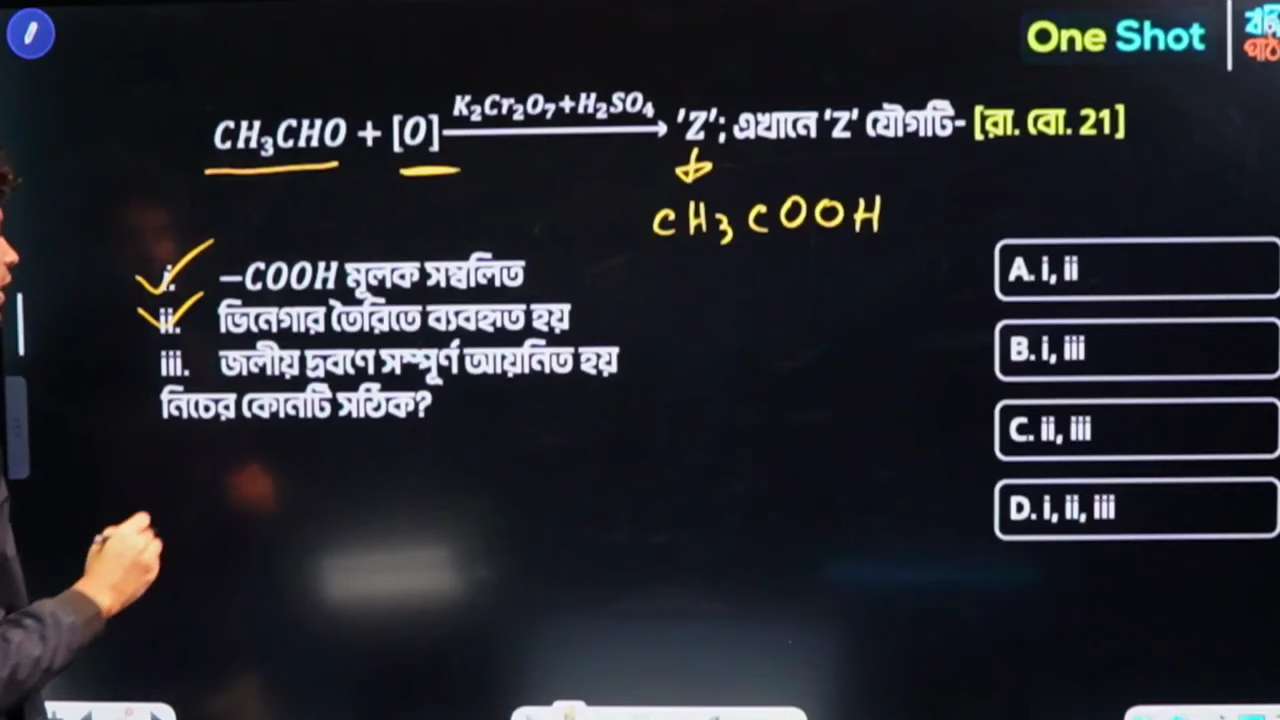 One Shot
CH₃CHO + [O] K₂Cr₂O₇+H₂SO₄ 'Z'; এখানে 'Z' যৌগটি- [রা. বো. 21]
CH₃COOH
i. −COOH মূলক সম্বলিত
ii. ভিনেগার তৈরিতে ব্যবহৃত হয়
iii. জলীয় দ্রবণে সম্পূর্ণ আয়নিত হয়
নিচের কোনটি সঠিক?
A. i, ii
B. i, iii
C. ii, iii
D. i, ii, iii